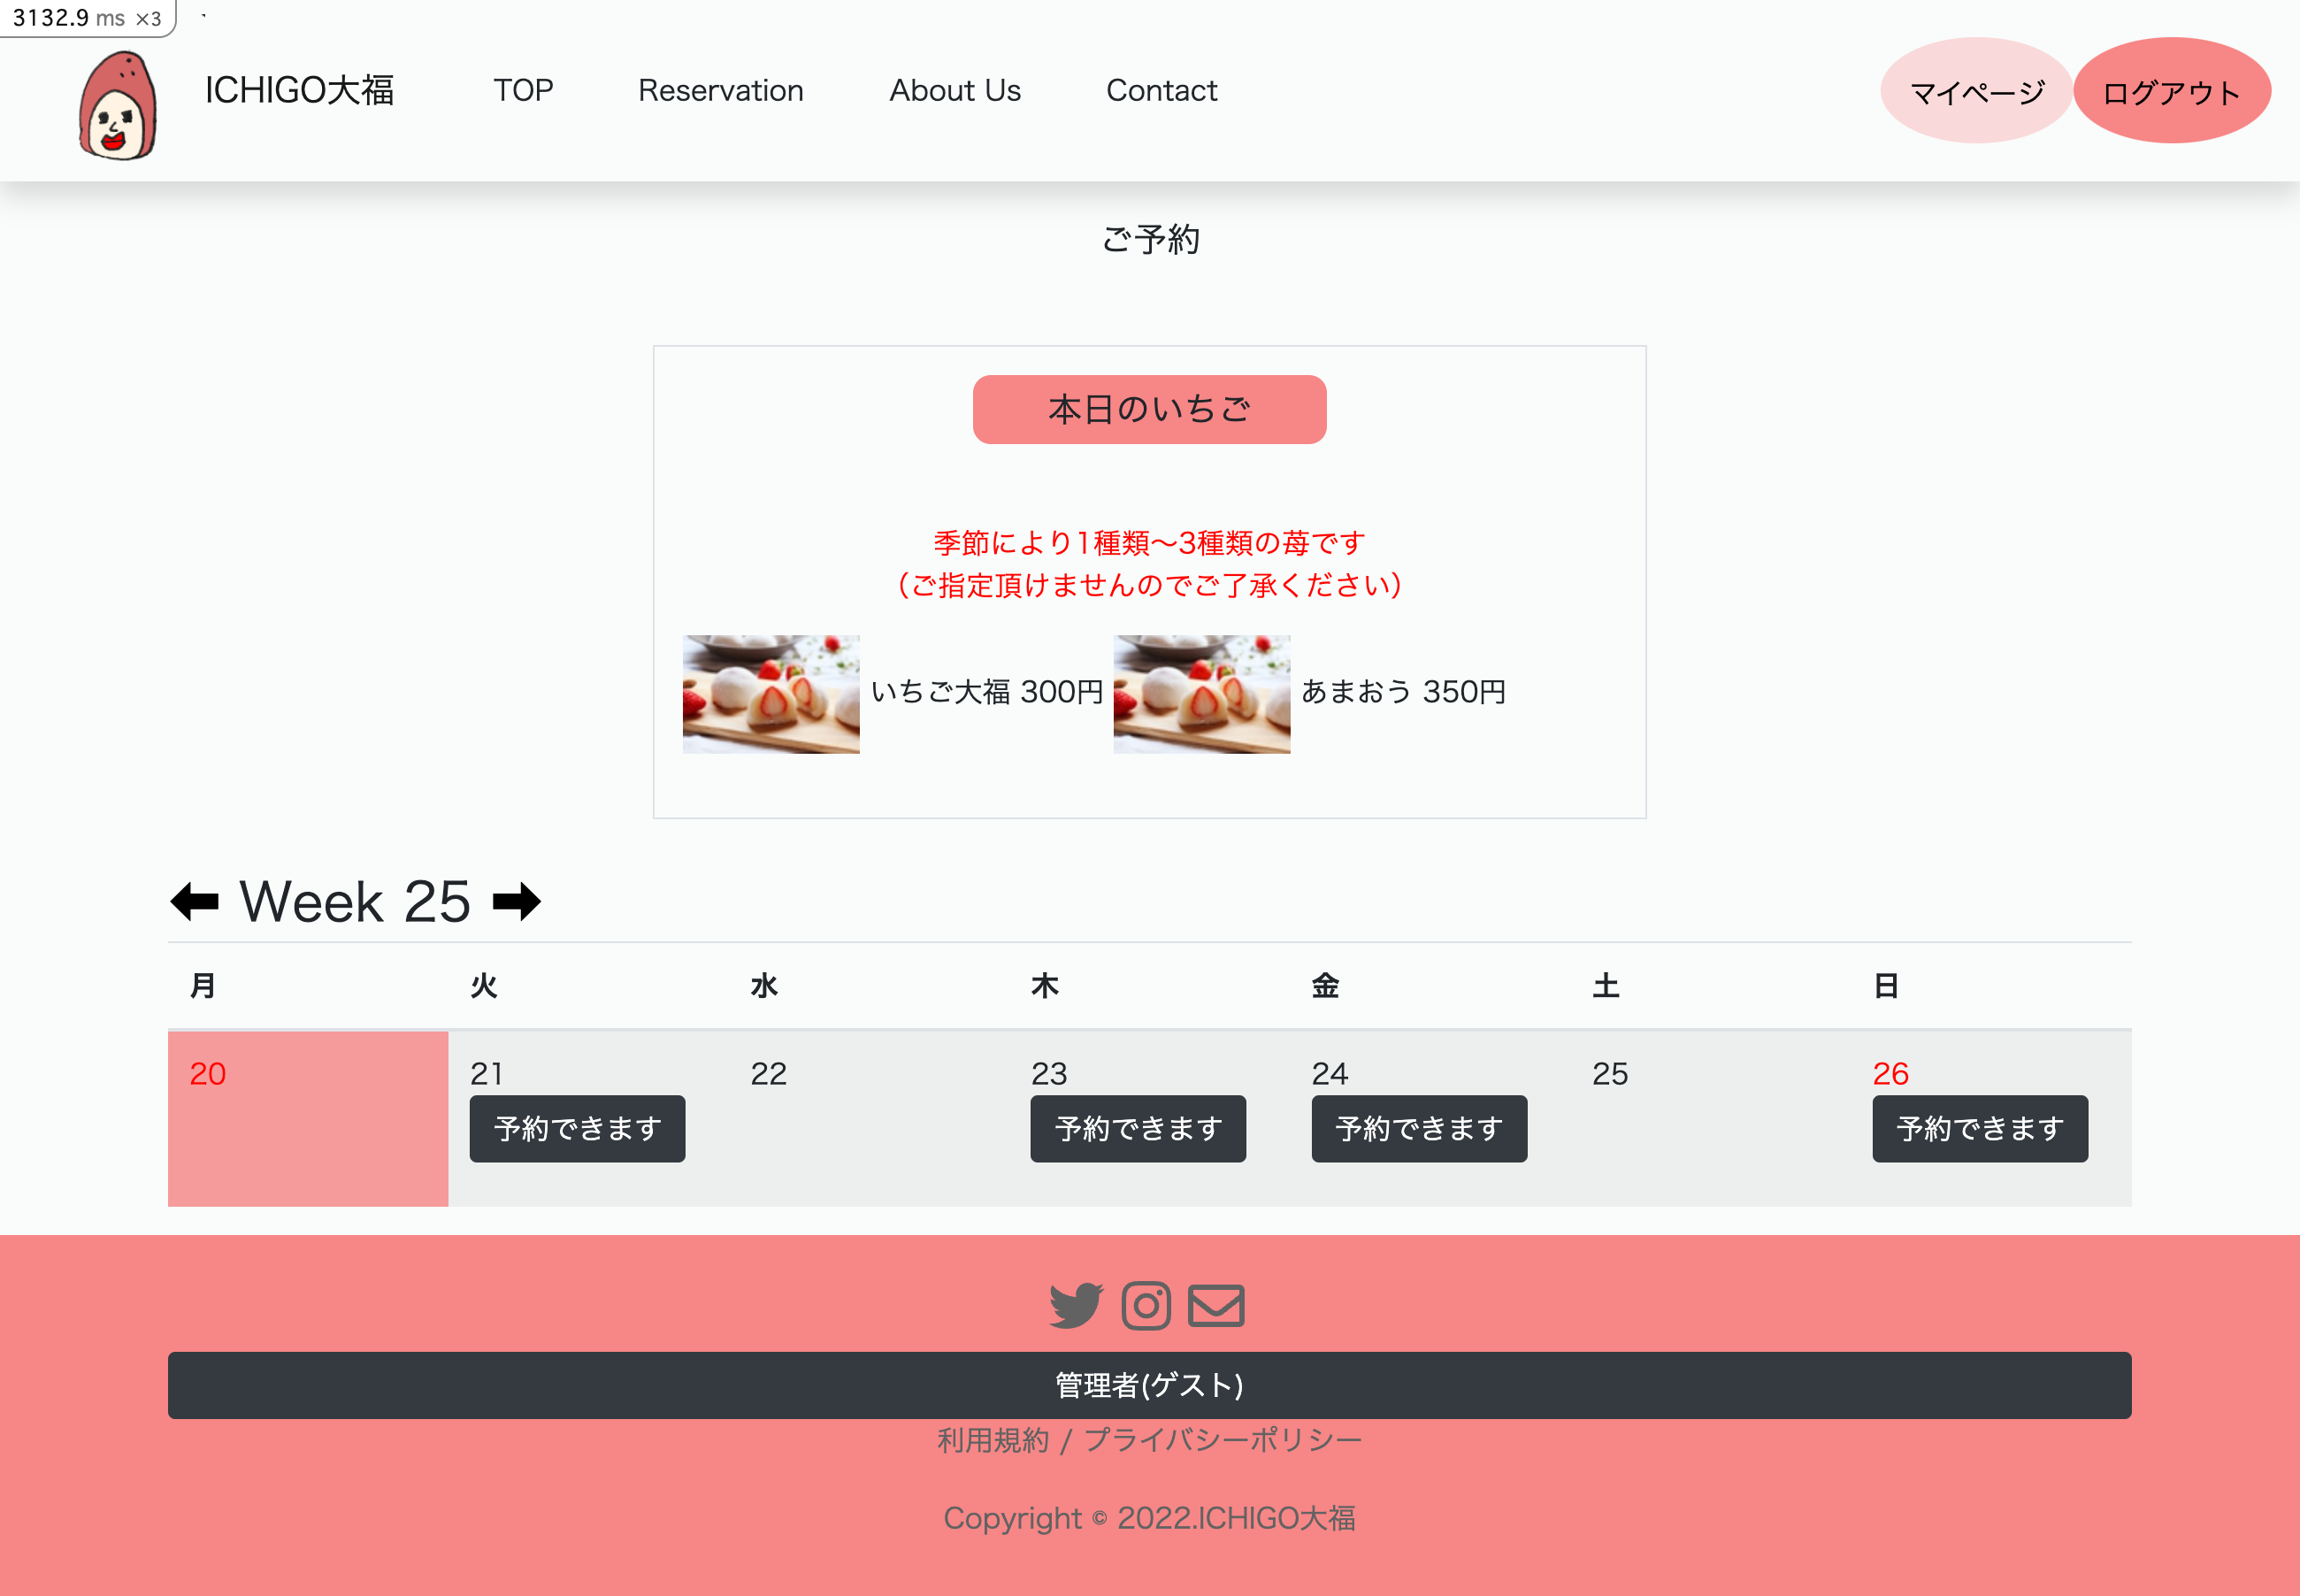 3132.9 ms ×3
ICHIGO大福 TOP Reservation About Us Contact マイページ ログアウト
ご予約
本日のいちご
季節により1種類〜3種類の苺です
（ご指定頂けませんのでご了承ください）
いちご大福 300円 あまおう 350円
Week 25
月 火 水 木 金 土 日
20 21 22 23 24 25 26
予約できます 予約できます 予約できます 予約できます
管理者(ゲスト)
利用規約 / プライバシーポリシー
Copyright © 2022.ICHIGO大福